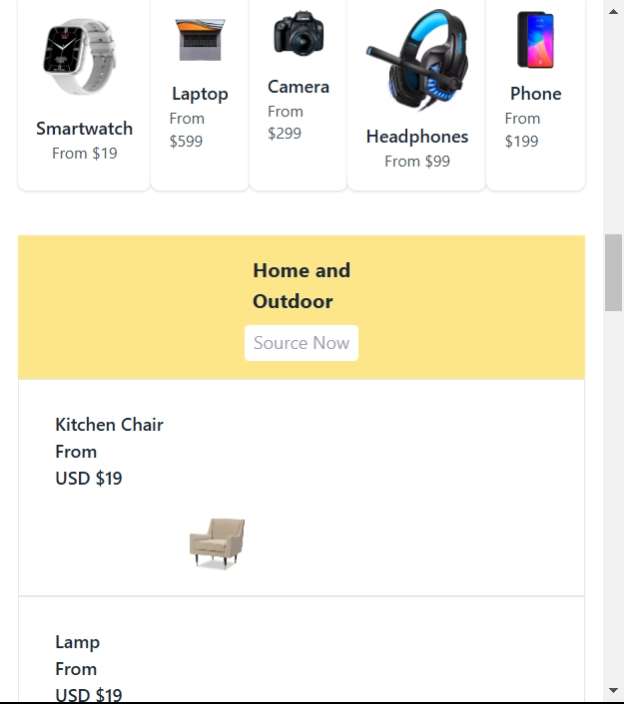 Smartwatch
From $19
Laptop
From
$599
Camera
From
$299
Headphones
From $99
Phone
From
$199
Home and
Outdoor
Source Now
Kitchen Chair
From
USD $19
Lamp
From
USD $19